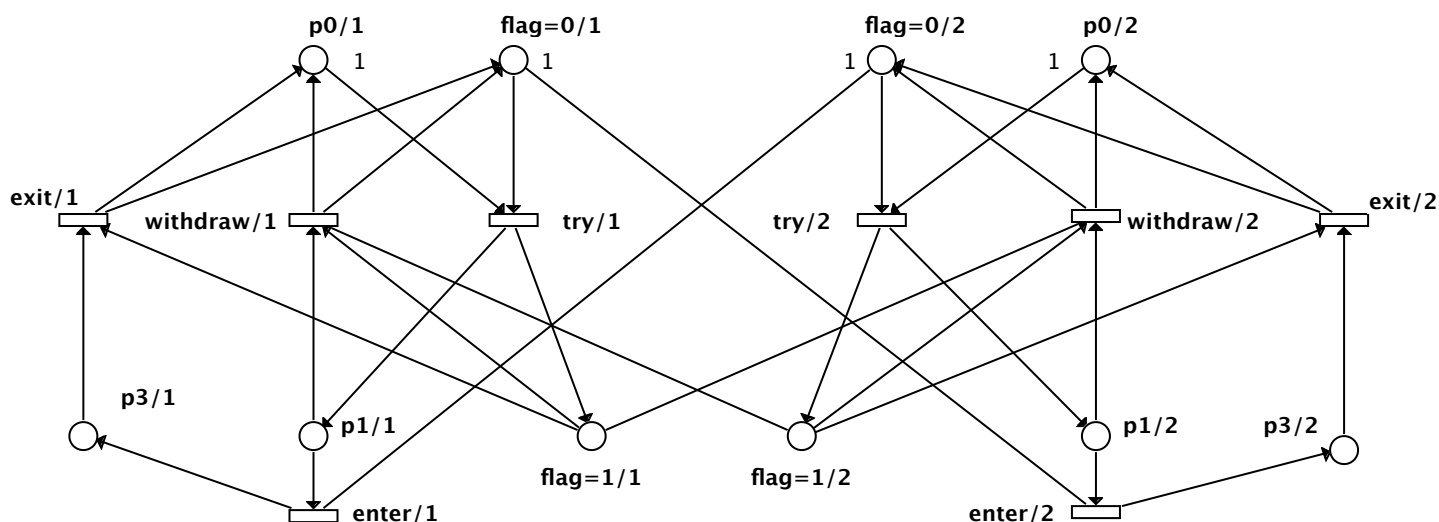 p0/1 flag=0/1 flag=0/2 p0/2
1 1 1 1
exit/1 withdraw/1 try/1 try/2 withdraw/2 exit/2
p3/1 p1/1 p1/2 p3/2
flag=1/1 flag=1/2
enter/1 enter/2